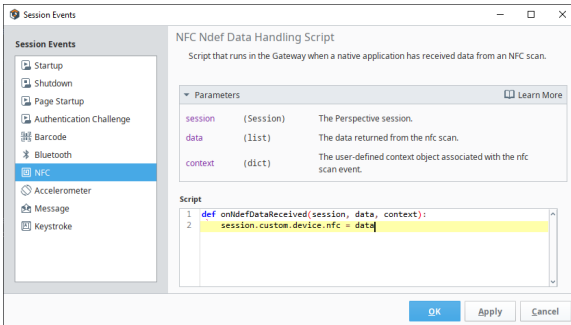 Session Events
Session Events
Startup
Shutdown
Page Startup
Authentication Challenge
Barcode
Bluetooth
NFC
Accelerometer
Message
Keystroke
NFC Ndef Data Handling Script
Script that runs in the Gateway when a native application has received data from an NFC scan.
Parameters Learn More
session (Session) The Perspective session.
data (list) The data returned from the nfc scan.
context (dict) The user-defined context object associated with the nfc
scan event.
Script
1 def onNdefDataReceived(session, data, context):
2 session.custom.device.nfc = data
OK Apply Cancel